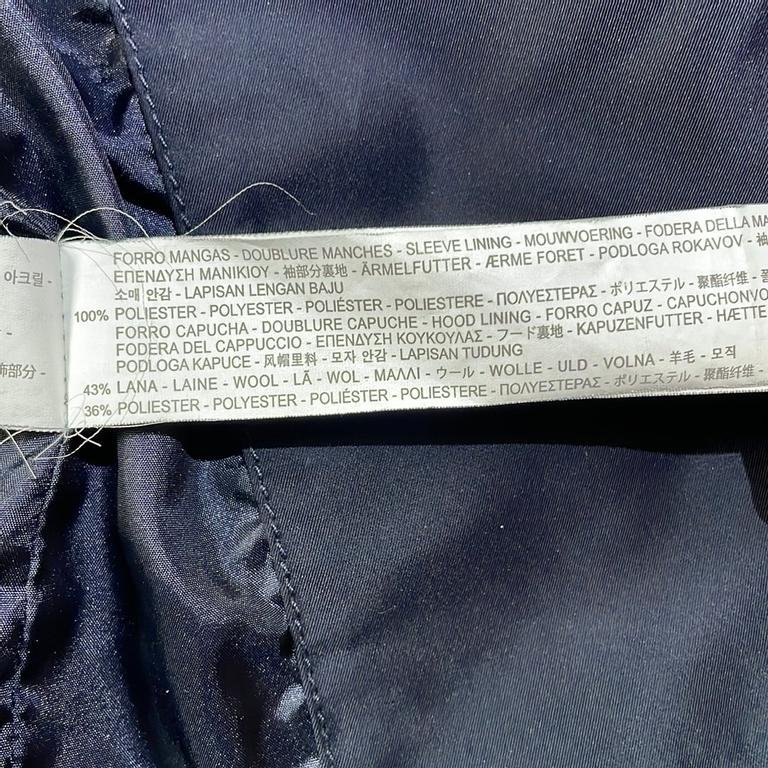 아크릴 -
-
部分 -
FORRO MANGAS - DOUBLURE MANCHES - SLEEVE LINING - MOUWVOERING - FODERA DELLA
ΕΠΕΝΔΥΣΗ ΜΑΝΙΚΙΟΥ - 袖部分裏地 - ÄRMELFUTTER - ÆRME FORET - PODLOGA ROKAVOV -
소매 안감 - LAPISAN LENGAN BAJU
100% POLIESTER - POLYESTER - POLIÉSTER - POLIESTERE - ΠΟΛΥΕΣΤΕΡΑΣ - ポリエステル - 聚酯纤维 -
FORRO CAPUCHA - DOUBLURE CAPUCHE - HOOD LINING - FORRO CAPUZ - CAPUCHONVO
FODERA DEL CAPPUCCIO - ΕΠΕΝΔΥΣΗ ΚΟΥΚΟΥΛΑΣ - フード裏地 - KAPUZENFUTTER - HÆTTE
PODLOGA KAPUCE - 风帽里料 - 모자 안감 - LAPISAN TUDUNG
43% LANA - LAINE - WOOL - LÃ - WOL - ΜΑΛΛΙ - ウール - WOLLE - ULD - VOLNA - 羊毛 - 모직
36% POLIESTER - POLYESTER - POLIÉSTER - POLIESTERE - ΠΟΛΥΕΣΤΕΡΑΣ - ポリエステル - 聚酯纤维 -